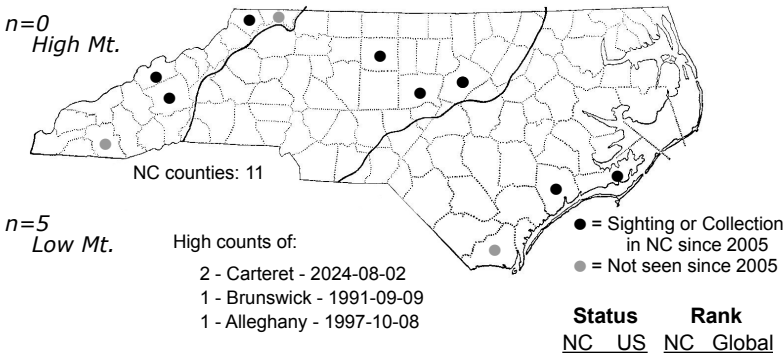 n=0
High Mt.
NC counties: 11
n=5
Low Mt.
High counts of:
2 - Carteret - 2024-08-02
1 - Brunswick - 1991-09-09
1 - Alleghany - 1997-10-08
● = Sighting or Collection
in NC since 2005
● = Not seen since 2005
Status Rank
NC US NC Global